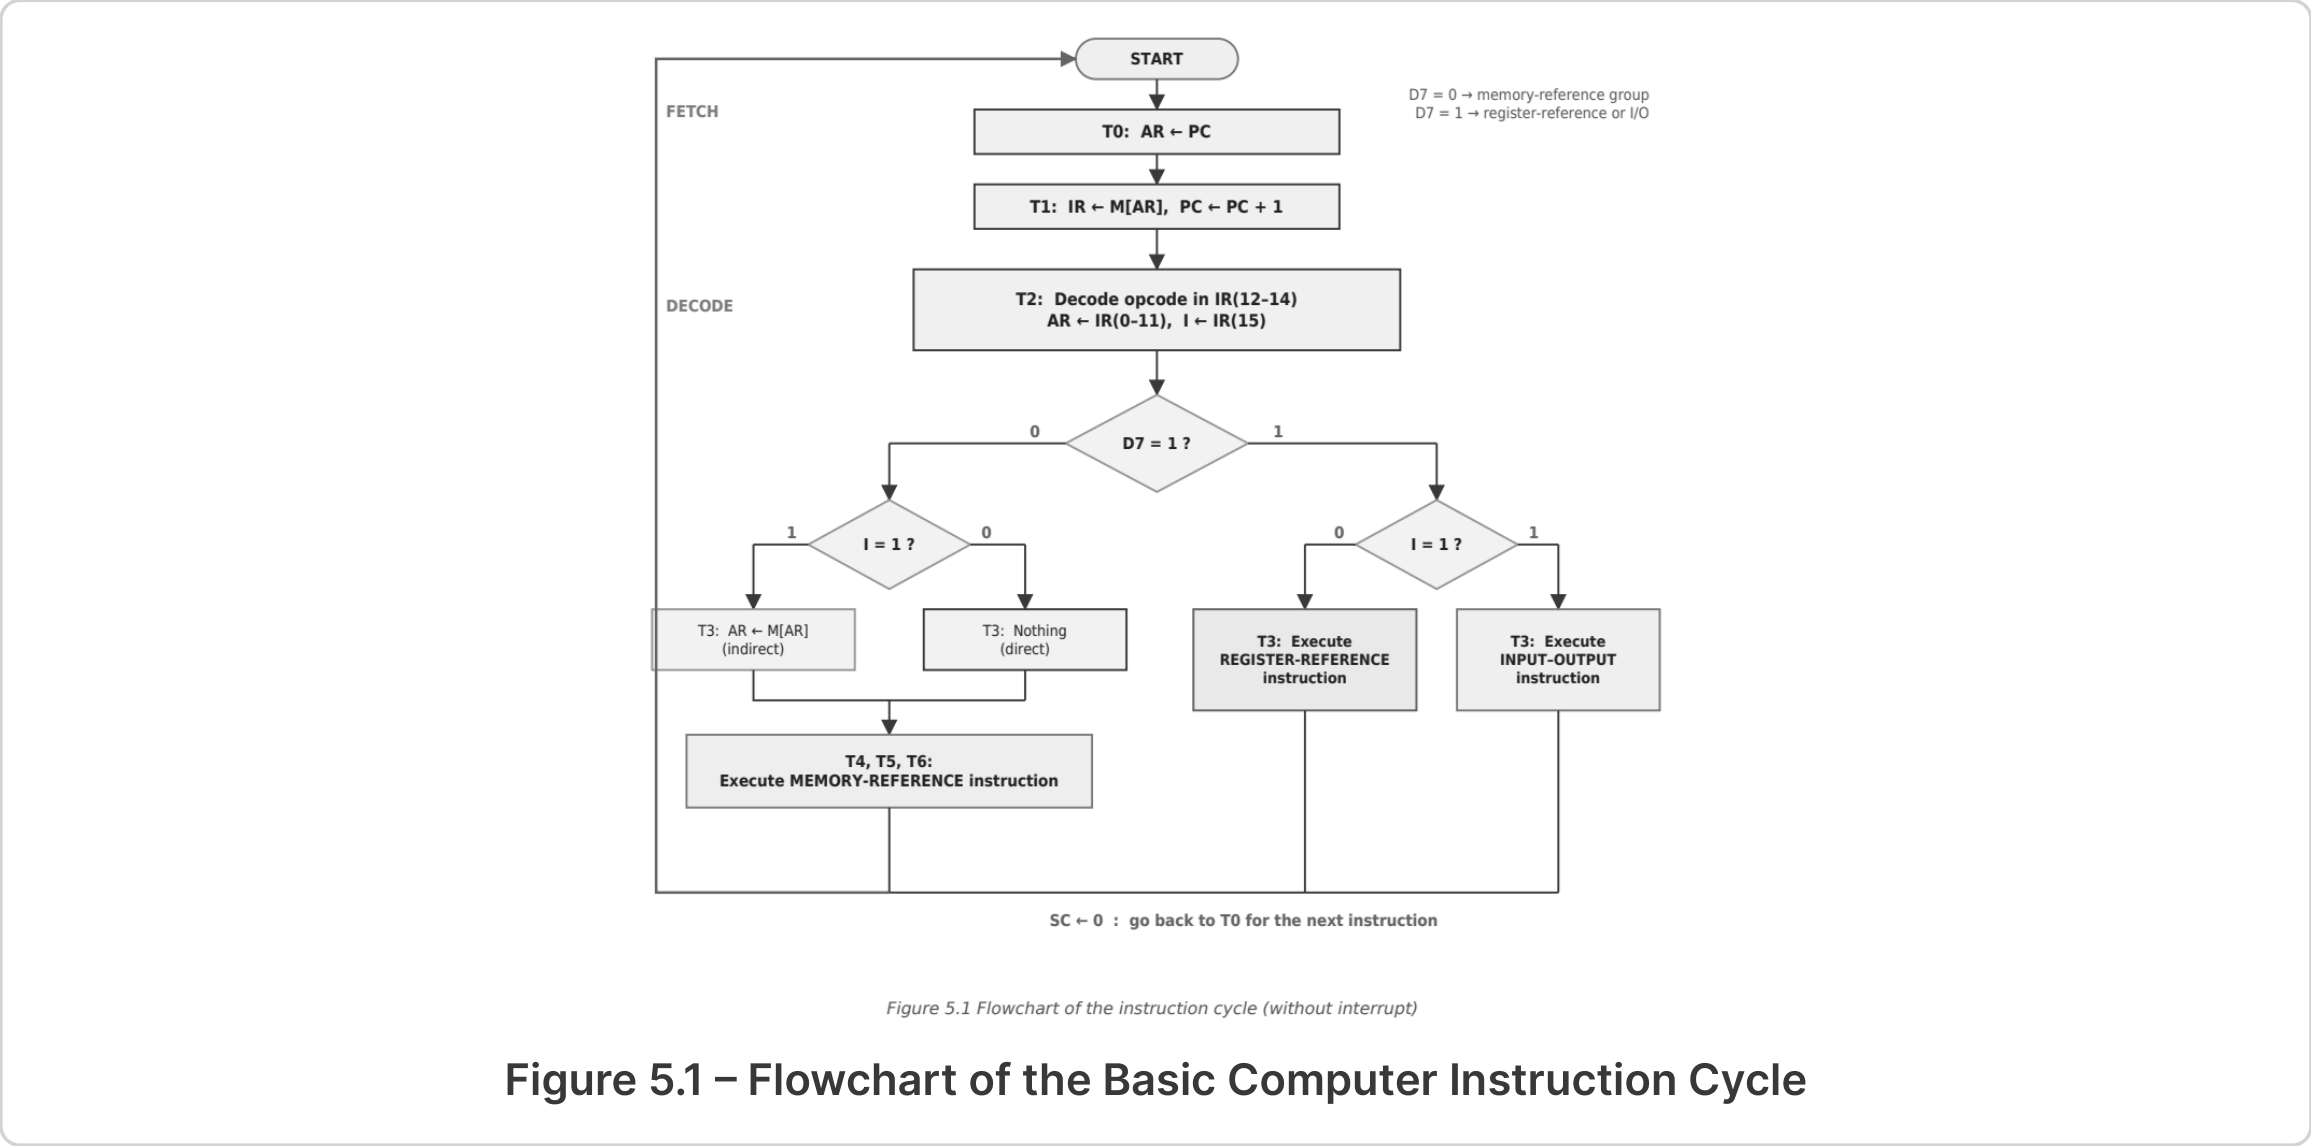 START
FETCH
D7 = 0 → memory-reference group
D7 = 1 → register-reference or I/O
T0:  AR ← PC
T1:  IR ← M[AR],  PC ← PC + 1
DECODE
T2:  Decode opcode in IR(12–14)
AR ← IR(0–11),  I ← IR(15)
0
D7 = 1 ?
1
1
I = 1 ?
0
0
I = 1 ?
1
T3:  AR ← M[AR]
(indirect)
T3:  Nothing
(direct)
T3:  Execute
REGISTER-REFERENCE
instruction
T3:  Execute
INPUT–OUTPUT
instruction
T4, T5, T6:
Execute MEMORY-REFERENCE instruction
SC ← 0  :  go back to T0 for the next instruction
Figure 5.1 Flowchart of the instruction cycle (without interrupt)
Figure 5.1 – Flowchart of the Basic Computer Instruction Cycle